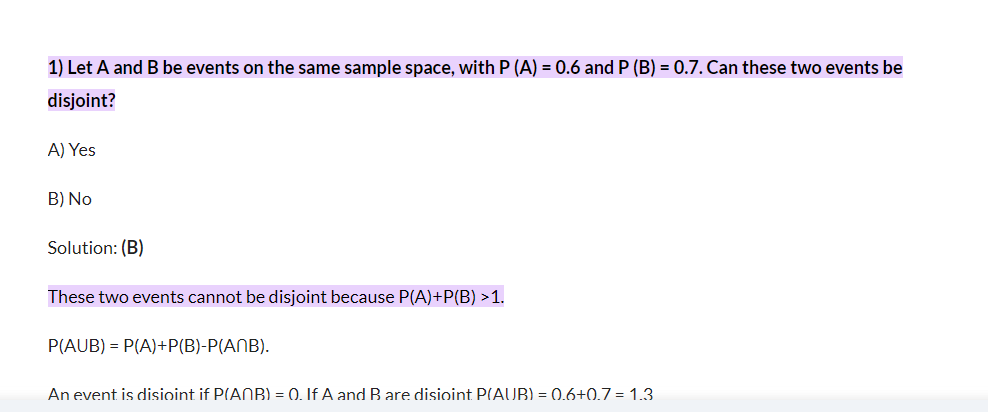 1) Let A and B be events on the same sample space, with P (A) = 0.6 and P (B) = 0.7. Can these two events be
disjoint?
A) Yes
B) No
Solution: (B)
These two events cannot be disjoint because P(A)+P(B) >1.
P(AUB) = P(A)+P(B)-P(A∩B).
An event is disjoint if P(A∩B) = 0. If A and B are disjoint P(AUB) = 0.6+0.7 = 1.3